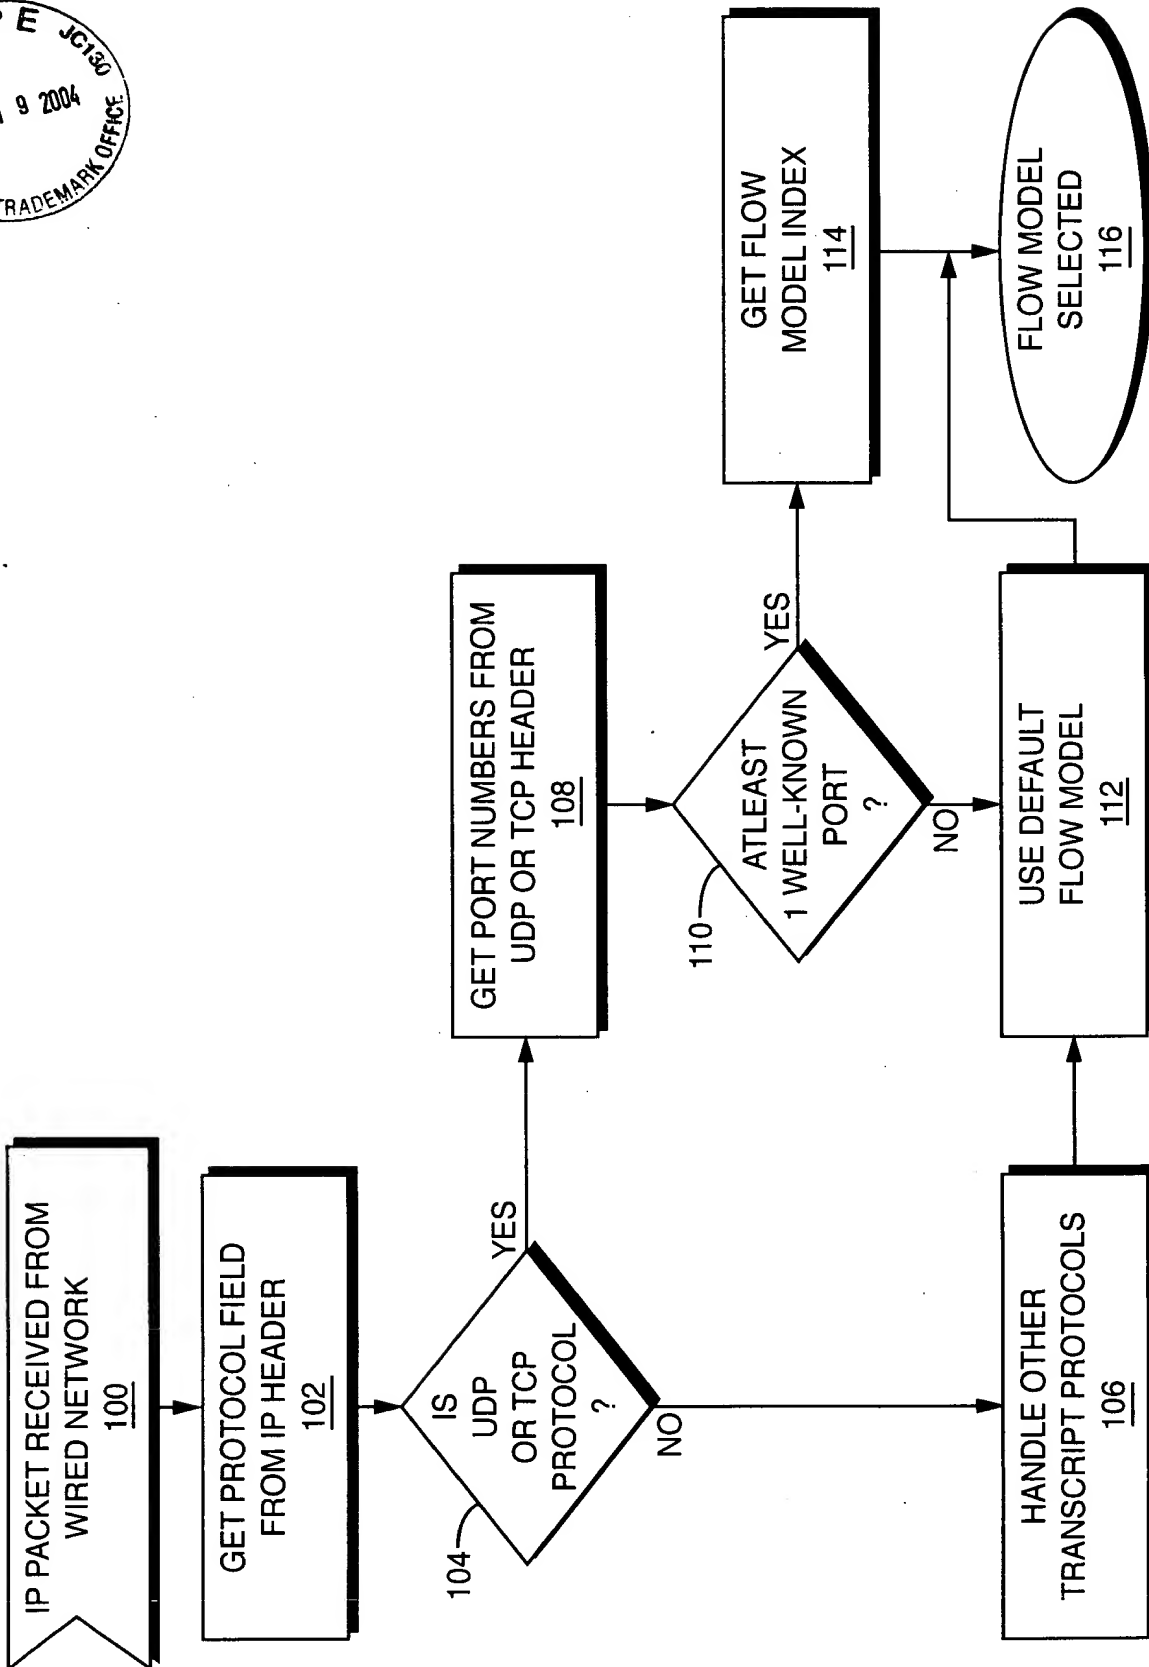 E JC130
9 2004
TRADEMARK OFFICE
IP PACKET RECEIVED FROM
WIRED NETWORK
100
GET PROTOCOL FIELD
FROM IP HEADER
102
IS
UDP
OR TCP
PROTOCOL
?
104
YES
NO
GET PORT NUMBERS FROM
UDP OR TCP HEADER
108
ATLEAST
1 WELL-KNOWN
PORT
?
110
YES
NO
HANDLE OTHER
TRANSCRIPT PROTOCOLS
106
USE DEFAULT
FLOW MODEL
112
GET FLOW
MODEL INDEX
114
FLOW MODEL
SELECTED
116